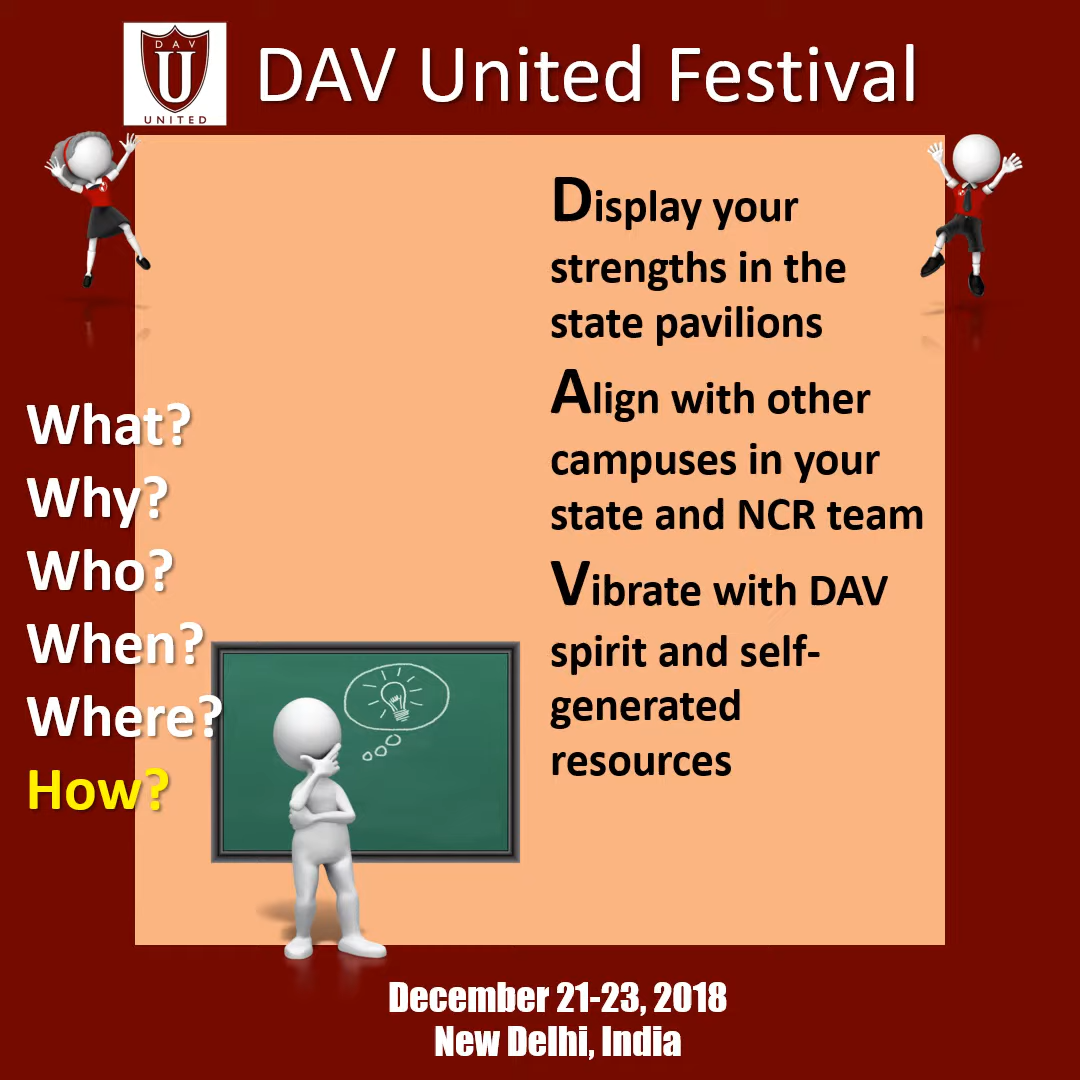 DAV
U
UNITED
DAV United Festival
Display your
strengths in the
state pavilions
Align with other
campuses in your
state and NCR team
Vibrate with DAV
spirit and self-
generated
resources
What?
Why?
Who?
When?
Where?
How?
December 21-23, 2018
New Delhi, India